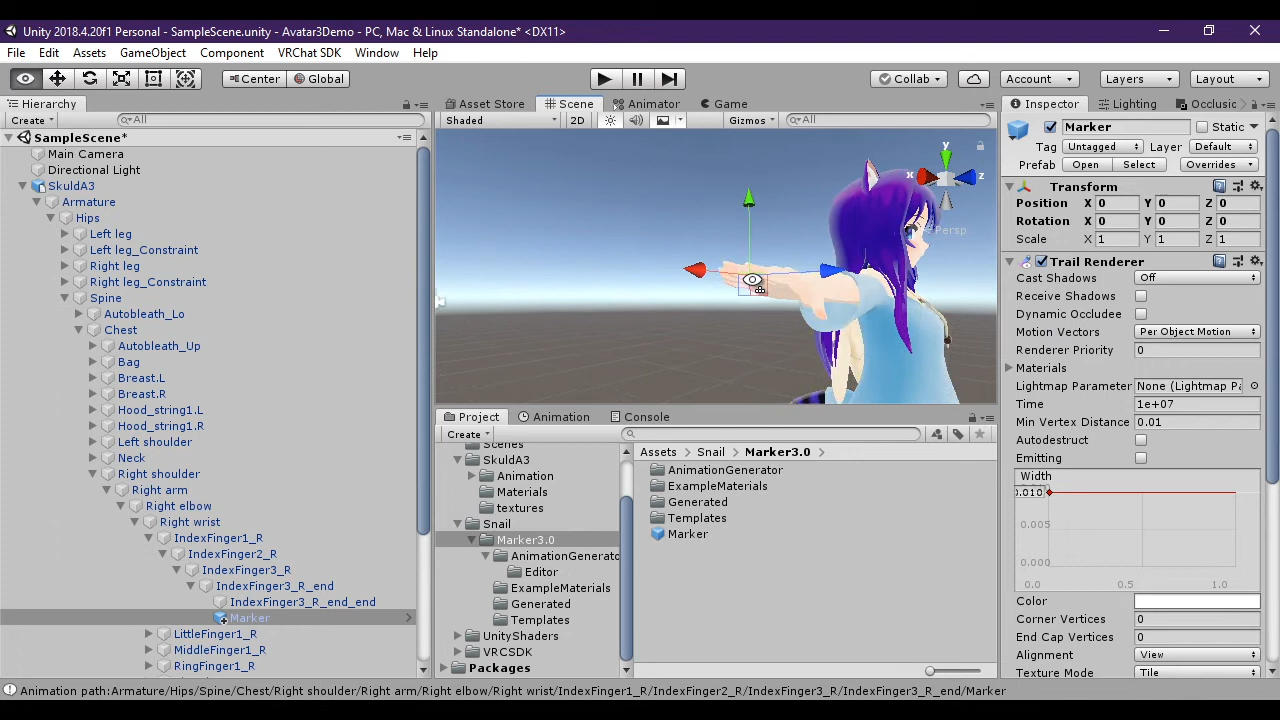 Unity 2018.4.20f1 Personal - SampleScene.unity - Avatar3Demo - PC, Mac & Linux Standalone* <DX11>
File Edit Assets GameObject Component VRChat SDK Window Help
Center Global Collab Account Layers Layout
Hierarchy
Create All
SampleScene*
Main Camera
Directional Light
SkuldA3
Armature
Hips
Left leg
Left leg_Constraint
Right leg
Right leg_Constraint
Spine
Autobleath_Lo
Chest
Autobleath_Up
Bag
Breast.L
Breast.R
Hood_string1.L
Hood_string1.R
Left shoulder
Neck
Right shoulder
Right arm
Right elbow
Right wrist
IndexFinger1_R
IndexFinger2_R
IndexFinger3_R
IndexFinger3_R_end
IndexFinger3_R_end_end
Marker
LittleFinger1_R
MiddleFinger1_R
RingFinger1_R
Asset Store Scene Animator Game
Shaded 2D Gizmos All
y
x z
Persp
Project Animation Console
Create
Scenes
SkuldA3
Animation
Materials
textures
Snail
Marker3.0
AnimationGenerato
Editor
ExampleMaterials
Generated
Templates
UnityShaders
VRCSDK
Packages
Assets Snail Marker3.0
AnimationGenerator
ExampleMaterials
Generated
Templates
Marker
Inspector Lighting Occlusic
Marker Static
Tag Untagged Layer Default
Prefab Open Select Overrides
Transform
Position X 0 Y 0 Z 0
Rotation X 0 Y 0 Z 0
Scale X 1 Y 1 Z 1
Trail Renderer
Cast Shadows Off
Receive Shadows
Dynamic Occludee
Motion Vectors Per Object Motion
Renderer Priority 0
Materials
Lightmap Parameter None (Lightmap Pa
Time 1e+07
Min Vertex Distance 0.01
Autodestruct
Emitting
Width
0.010
0.005
0.0 0.5 1.0
Color
Corner Vertices 0
End Cap Vertices 0
Alignment View
Texture Mode Tile
Animation path:Armature/Hips/Spine/Chest/Right shoulder/Right arm/Right elbow/Right wrist/IndexFinger1_R/IndexFinger2_R/IndexFinger3_R/IndexFinger3_R_end/Marker